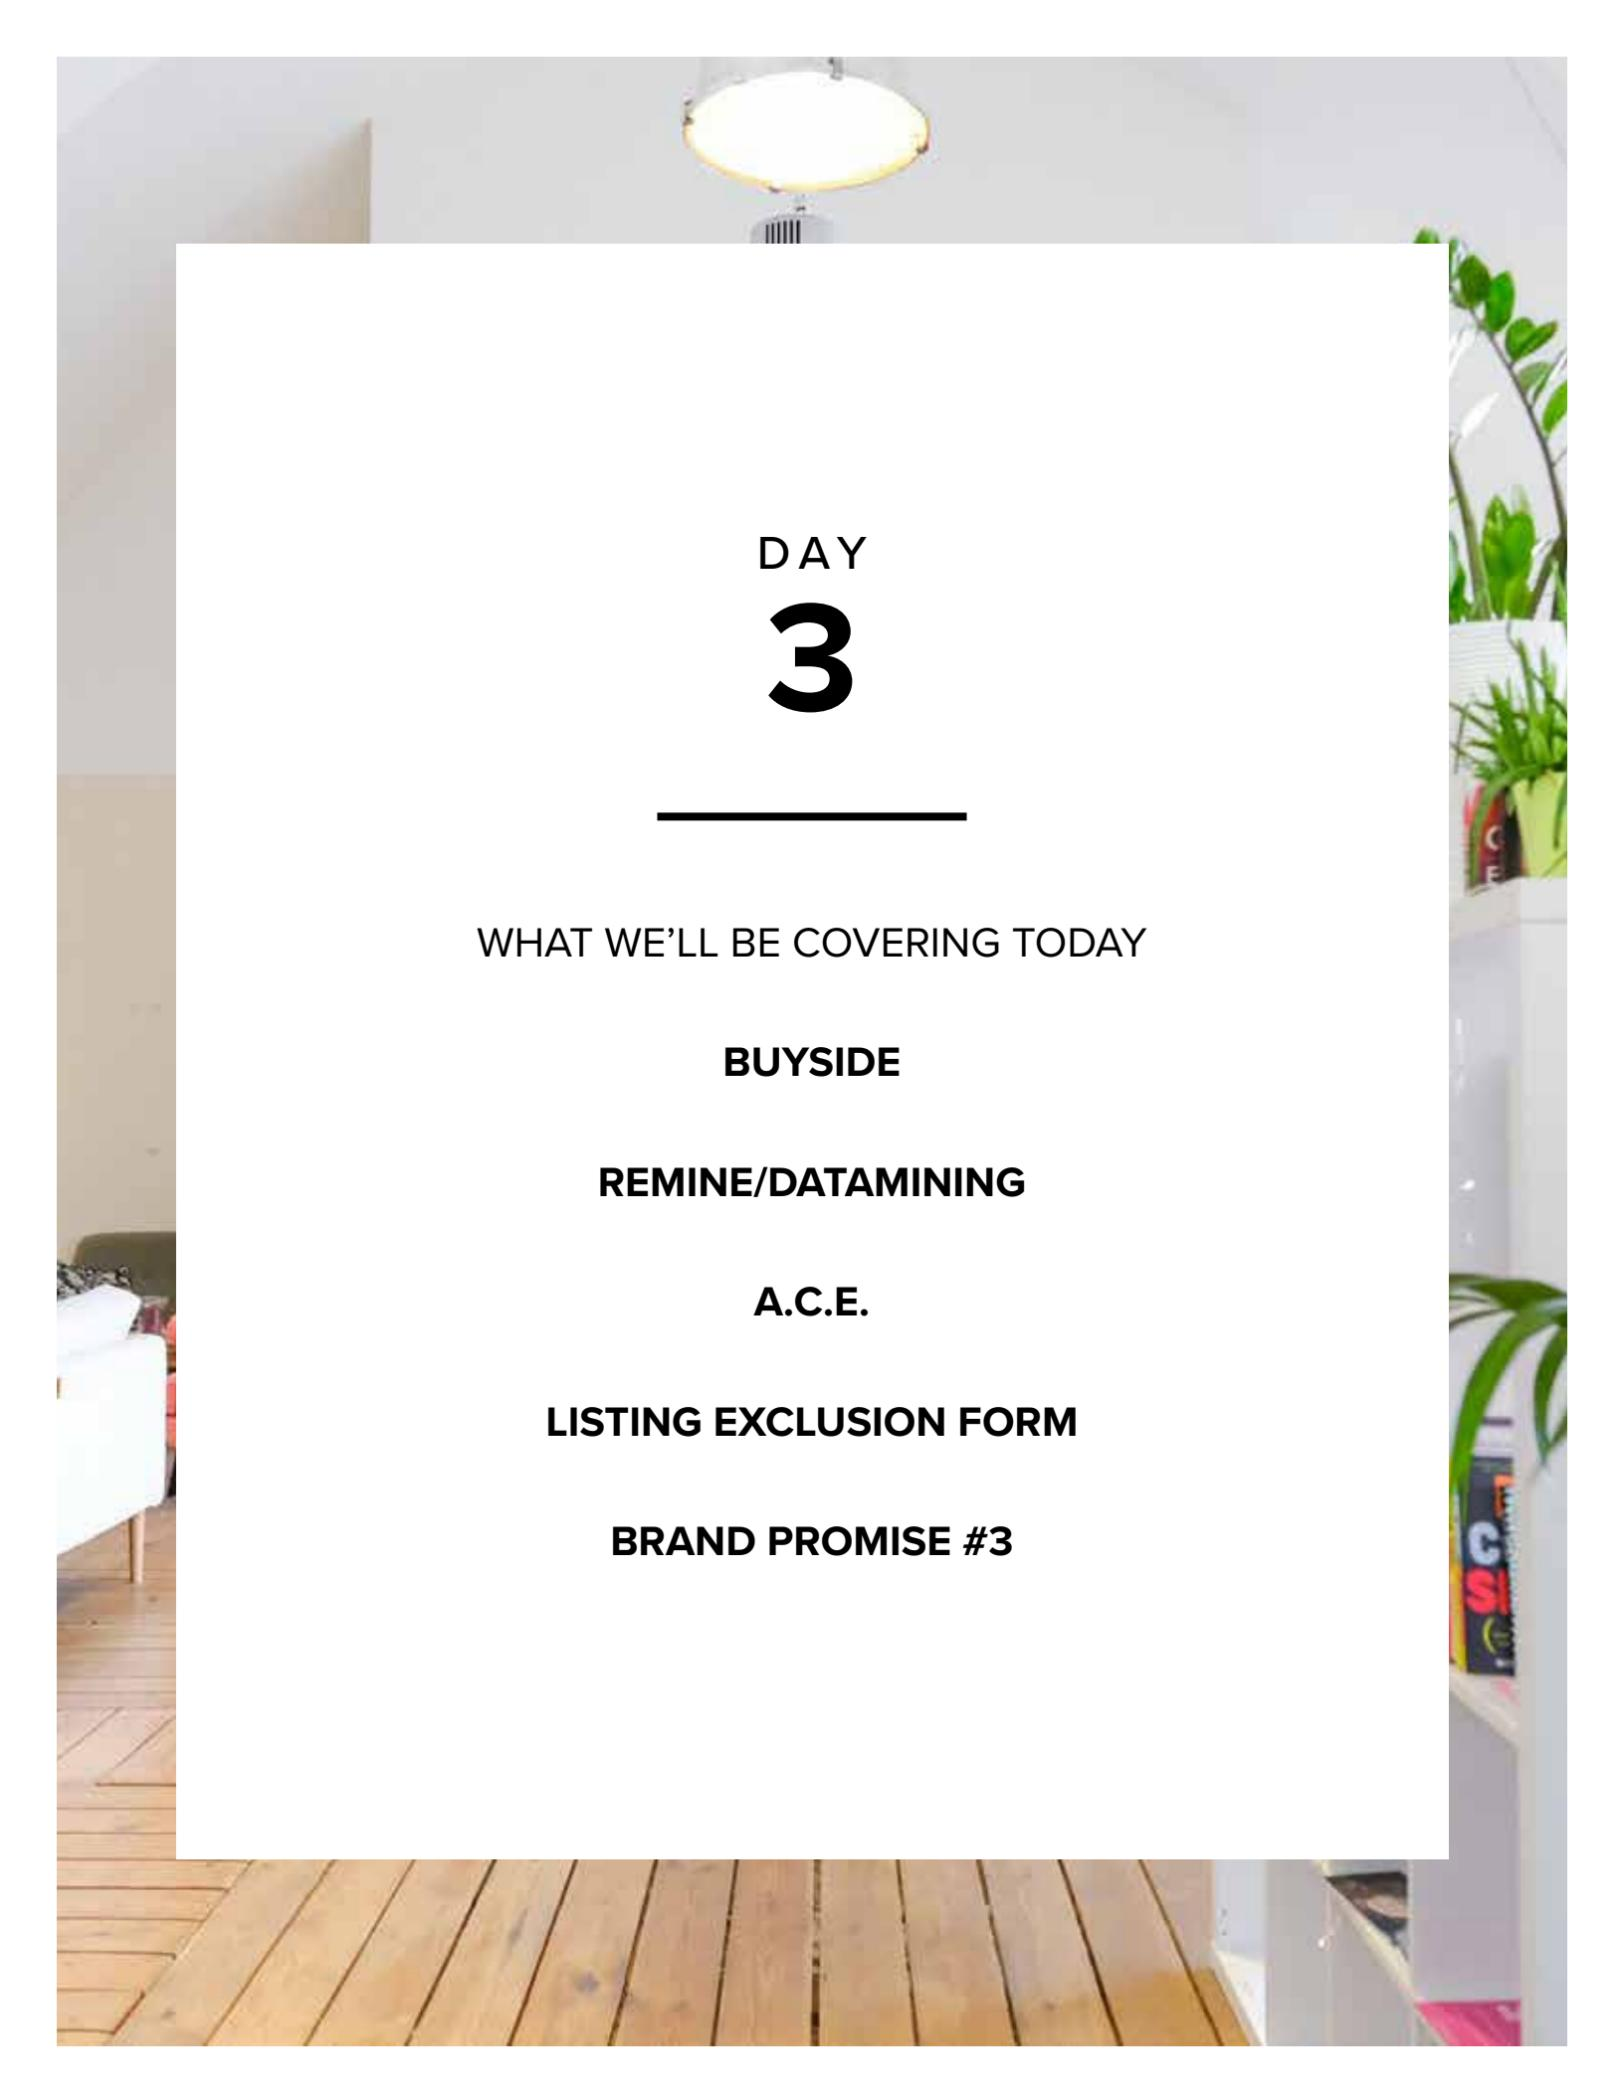 DAY
3
WHAT WE’LL BE COVERING TODAY
BUYSIDE
REMINE/DATAMINING
A.C.E.
LISTING EXCLUSION FORM
BRAND PROMISE #3